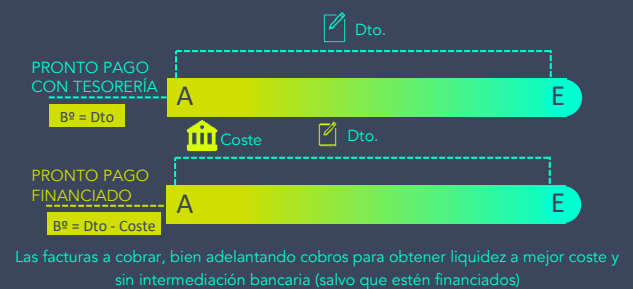 Dto.
PRONTO PAGO
CON TESORERÍA
A
E
Bº = Dto
Coste
Dto.
PRONTO PAGO
FINANCIADO
A
E
Bº = Dto - Coste
Las facturas a cobrar, bien adelantando cobros para obtener liquidez a mejor coste y
sin intermediación bancaria (salvo que estén financiados)